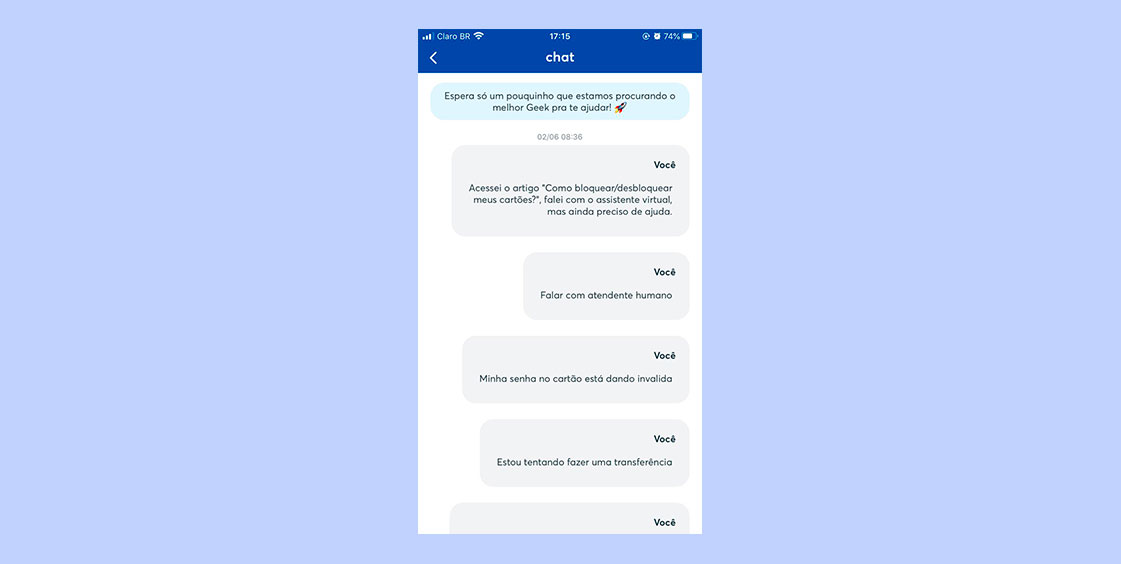 Claro BR 17:15 74%
chat
Espera só um pouquinho que estamos procurando o
melhor Geek pra te ajudar! 🚀
02/06 08:36
Você
Acessei o artigo "Como bloquear/desbloquear
meus cartões?", falei com o assistente virtual,
mas ainda preciso de ajuda.
Você
Falar com atendente humano
Você
Minha senha no cartão está dando invalida
Você
Estou tentando fazer uma transferência
Você